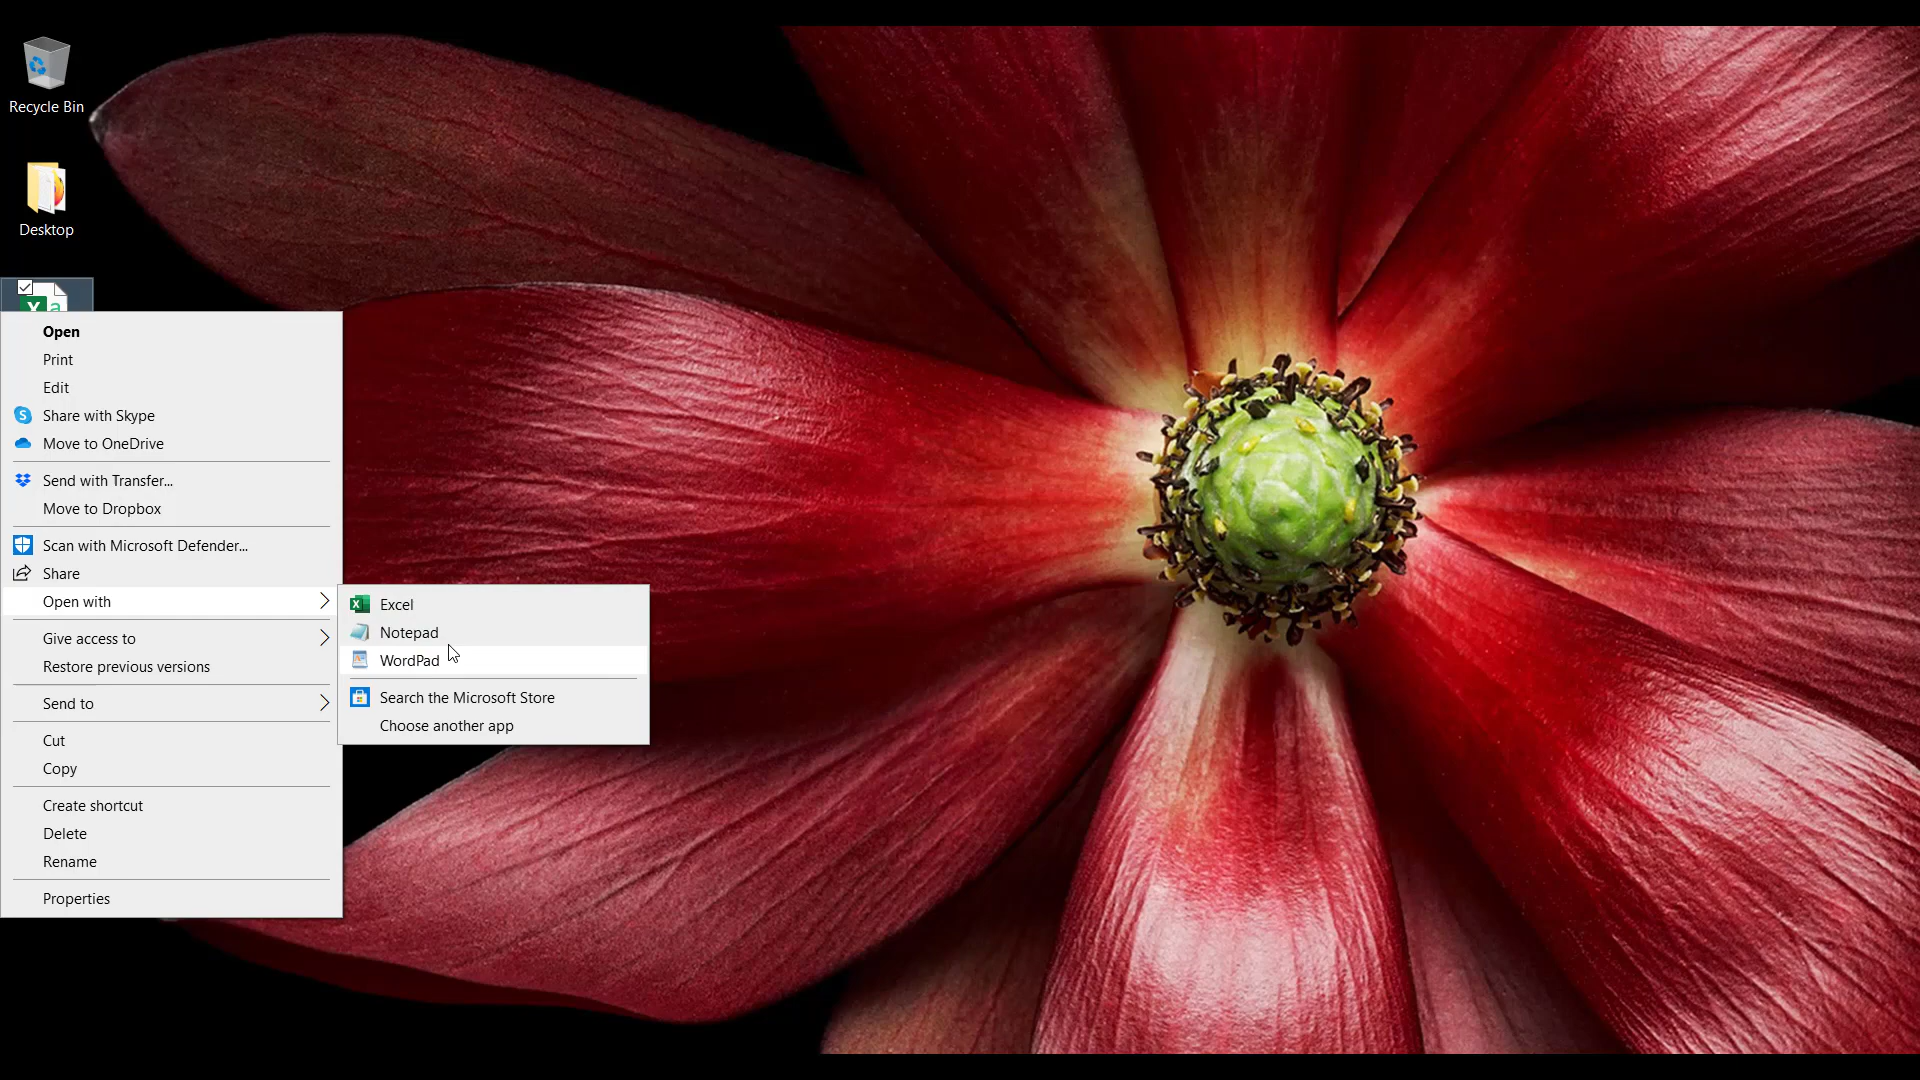 Recycle Bin
Desktop
Open
Print
Edit
Share with Skype
Move to OneDrive
Send with Transfer...
Move to Dropbox
Scan with Microsoft Defender...
Share
Open with
Give access to
Restore previous versions
Send to
Cut
Copy
Create shortcut
Delete
Rename
Properties
Excel
Notepad
WordPad
Search the Microsoft Store
Choose another app